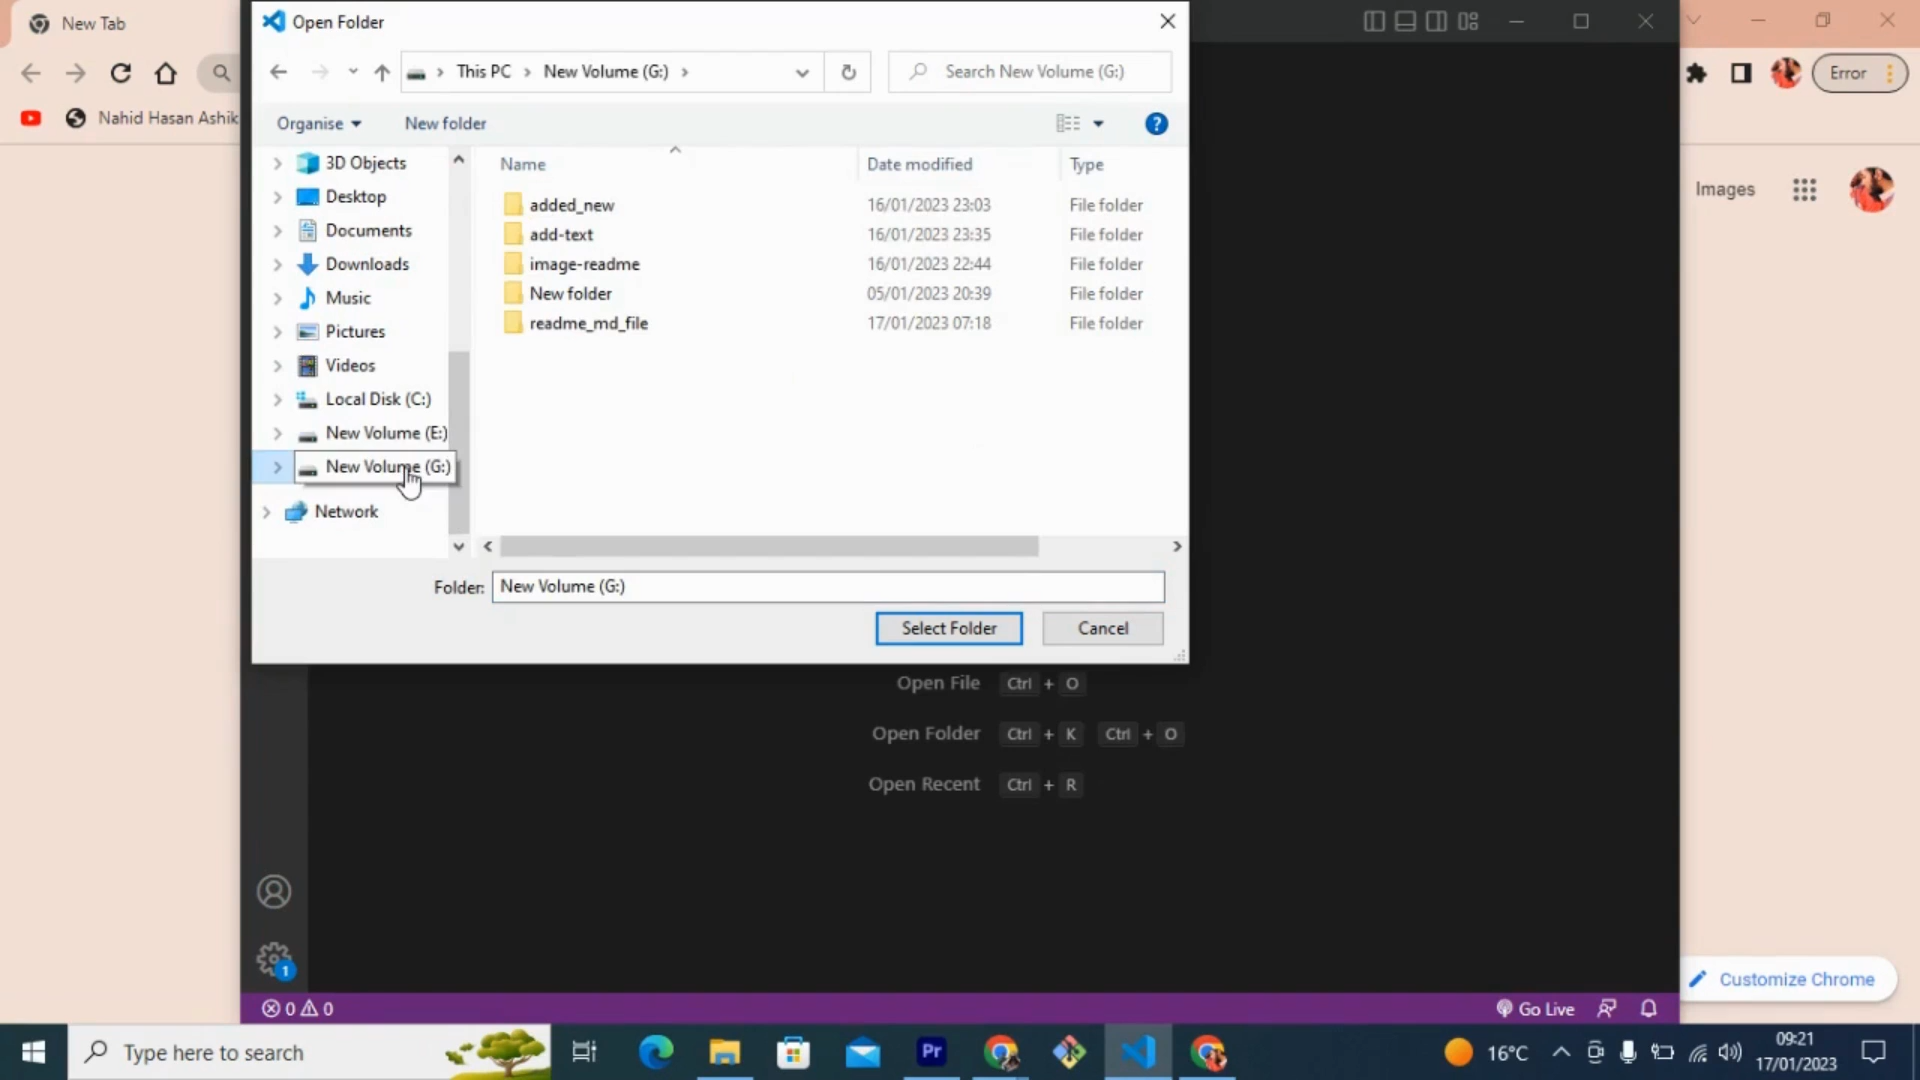 New Tab
Open Folder
This PC > New Volume (G:) >
Search New Volume (G:)
Error
Nahid Hasan Ashik
Organise
New folder
?
Name
Date modified
Type
3D Objects
Desktop
Documents
Downloads
Music
Pictures
Videos
Local Disk (C:)
New Volume (E:)
New Volume (G:)
Network
added_new 16/01/2023 23:03 File folder
add-text 16/01/2023 23:35 File folder
image-readme 16/01/2023 22:44 File folder
New folder 05/01/2023 20:39 File folder
readme_md_file 17/01/2023 07:18 File folder
Images
Folder: New Volume (G:)
Select Folder
Cancel
Open File Ctrl + O
Open Folder Ctrl + K Ctrl + O
Open Recent Ctrl + R
1
Customize Chrome
0 0
Go Live
Type here to search
Pr
16°C
09:21
17/01/2023